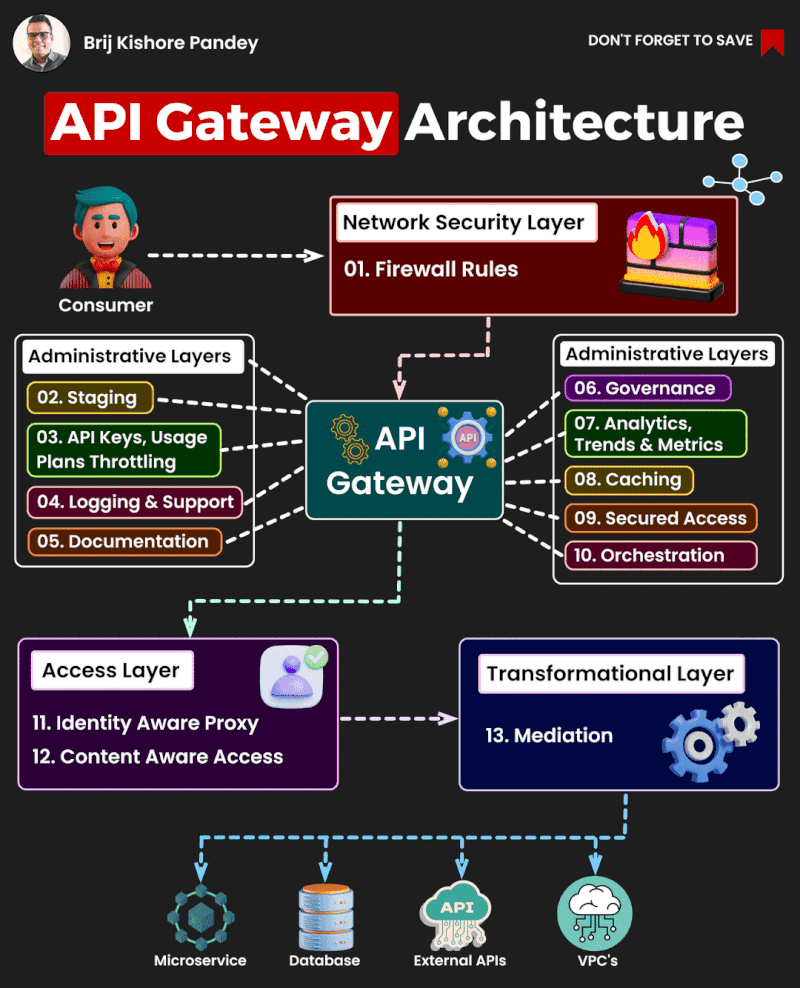 Brij Kishore Pandey
DON'T FORGET TO SAVE
API Gateway Architecture
Consumer
Network Security Layer
01. Firewall Rules
Administrative Layers
02. Staging
03. API Keys, Usage
Plans Throttling
04. Logging & Support
05. Documentation
API
Gateway
API
Administrative Layers
06. Governance
07. Analytics,
Trends & Metrics
08. Caching
09. Secured Access
10. Orchestration
Access Layer
11. Identity Aware Proxy
12. Content Aware Access
Transformational Layer
13. Mediation
Microservice
Database
API
External APIs
VPC's